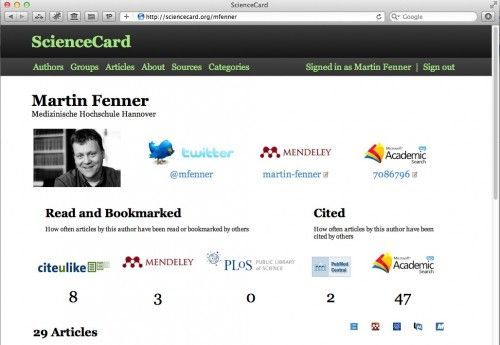 ScienceCard
http://sciencecard.org/mfenner
ScienceCard
Authors Groups Articles About Sources Categories Signed in as Martin Fenner | Sign out
Martin Fenner
Medizinische Hochschule Hannover
twitter MENDELEY Microsoft Academic Search
@mfenner martin-fenner 7086796
Read and Bookmarked
How often articles by this author have been read or bookmarked by others
Cited
How often articles by this author have been
cited by others
citeulike MENDELEY PLoS PUBLIC LIBRARY of SCIENCE PubMed Central Microsoft Academic Search
8 3 0 2 47
29 Articles